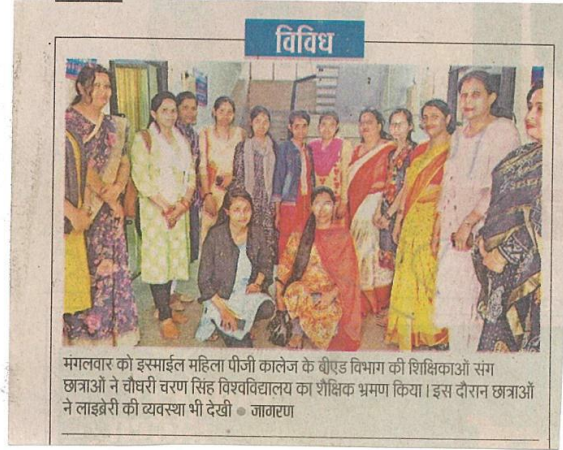 विविध
मंगलवार को इस्माईल महिला पीजी कालेज के बीएड विभाग की शिक्षिकाओं संग
छात्राओं ने चौधरी चरण सिंह विश्वविद्यालय का शैक्षिक भ्रमण किया। इस दौरान छात्राओं
ने लाइब्रेरी की व्यवस्था भी देखी ● जागरण